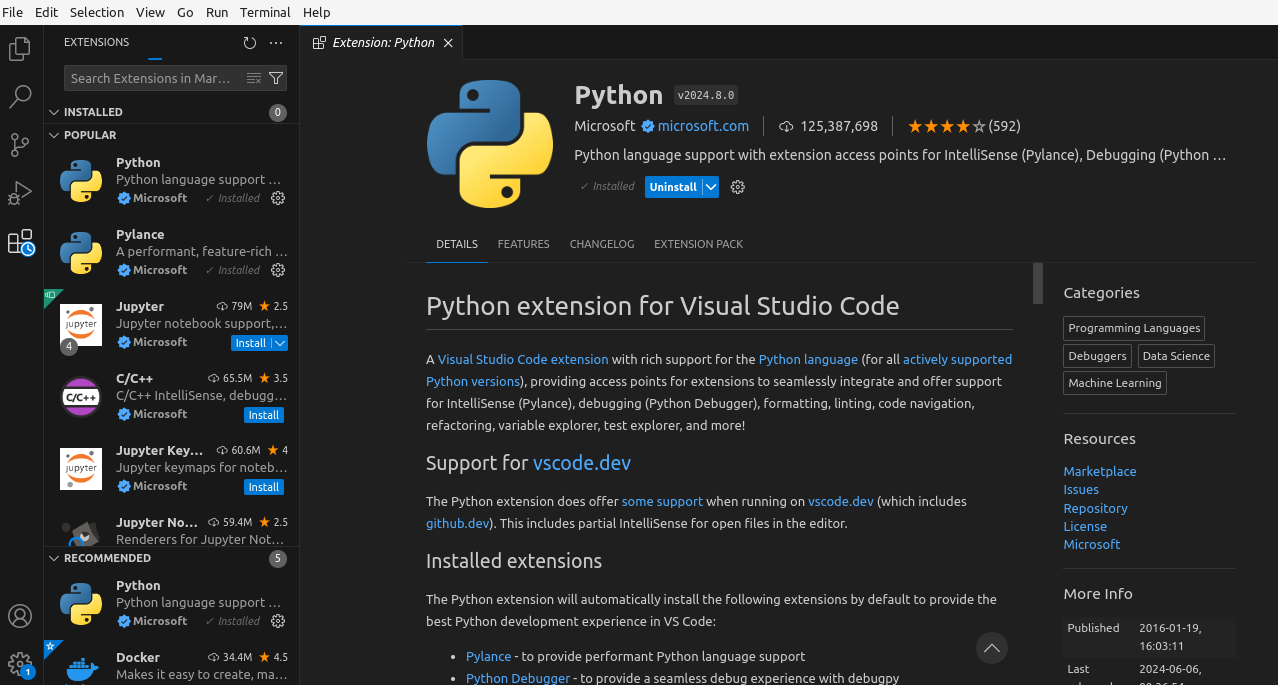 File Edit Selection View Go Run Terminal Help
EXTENSIONS
Extension: Python
Search Extensions in Mar…
INSTALLED 0
POPULAR
Python
Python language support …
Microsoft ✓ Installed
Pylance
A performant, feature-rich …
Microsoft ✓ Installed
Jupyter 79M ★ 2.5
Jupyter notebook support,…
Microsoft Install
jupyter
4
C/C++ 65.5M ★ 3.5
C/C++ IntelliSense, debugg…
Microsoft Install
C/C++
Jupyter Key… 60.6M ★ 4
Jupyter keymaps for noteb…
Microsoft Install
jupyter
Jupyter No… 59.4M ★ 2.5
Renderers for Jupyter Not…
RECOMMENDED 5
Python
Python language support …
Microsoft ✓ Installed
Docker 34.4M ★ 4.5
Makes it easy to create, ma…
1
Python v2024.8.0
Microsoft microsoft.com 125,387,698 ★★★★☆(592)
Python language support with extension access points for IntelliSense (Pylance), Debugging (Python …
✓ Installed Uninstall
DETAILS FEATURES CHANGELOG EXTENSION PACK
Python extension for Visual Studio Code
A Visual Studio Code extension with rich support for the Python language (for all actively supported
Python versions), providing access points for extensions to seamlessly integrate and offer support
for IntelliSense (Pylance), debugging (Python Debugger), formatting, linting, code navigation,
refactoring, variable explorer, test explorer, and more!
Support for vscode.dev
The Python extension does offer some support when running on vscode.dev (which includes
github.dev). This includes partial IntelliSense for open files in the editor.
Installed extensions
The Python extension will automatically install the following extensions by default to provide the
best Python development experience in VS Code:
• Pylance - to provide performant Python language support
• Python Debugger - to provide a seamless debug experience with debugpy
Categories
Programming Languages
Debuggers Data Science
Machine Learning
Resources
Marketplace
Issues
Repository
License
Microsoft
More Info
Published 2016-01-19,
16:03:11
Last 2024-06-06,